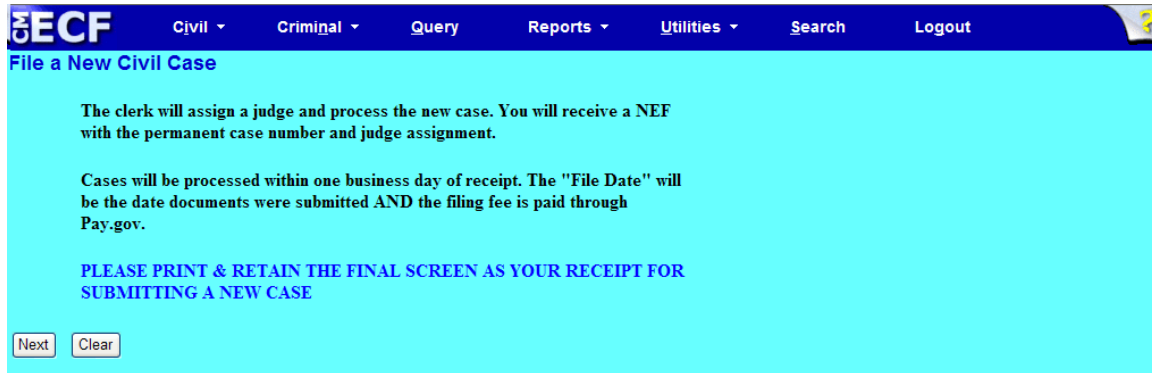 CM ECF Civil Criminal Query Reports Utilities Search Logout ?
File a New Civil Case
The clerk will assign a judge and process the new case. You will receive a NEF
with the permanent case number and judge assignment.
Cases will be processed within one business day of receipt. The "File Date" will
be the date documents were submitted AND the filing fee is paid through
Pay.gov.
PLEASE PRINT & RETAIN THE FINAL SCREEN AS YOUR RECEIPT FOR
SUBMITTING A NEW CASE
Next Clear